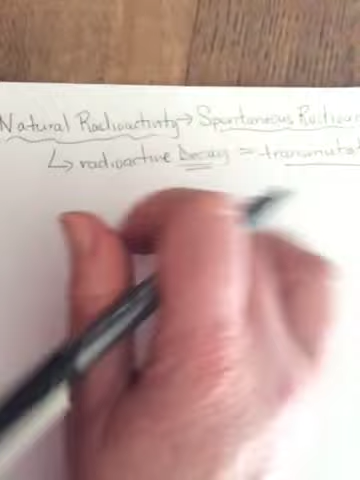 Natural Radioactivity → Spontaneous
↳ radioactive Decay =